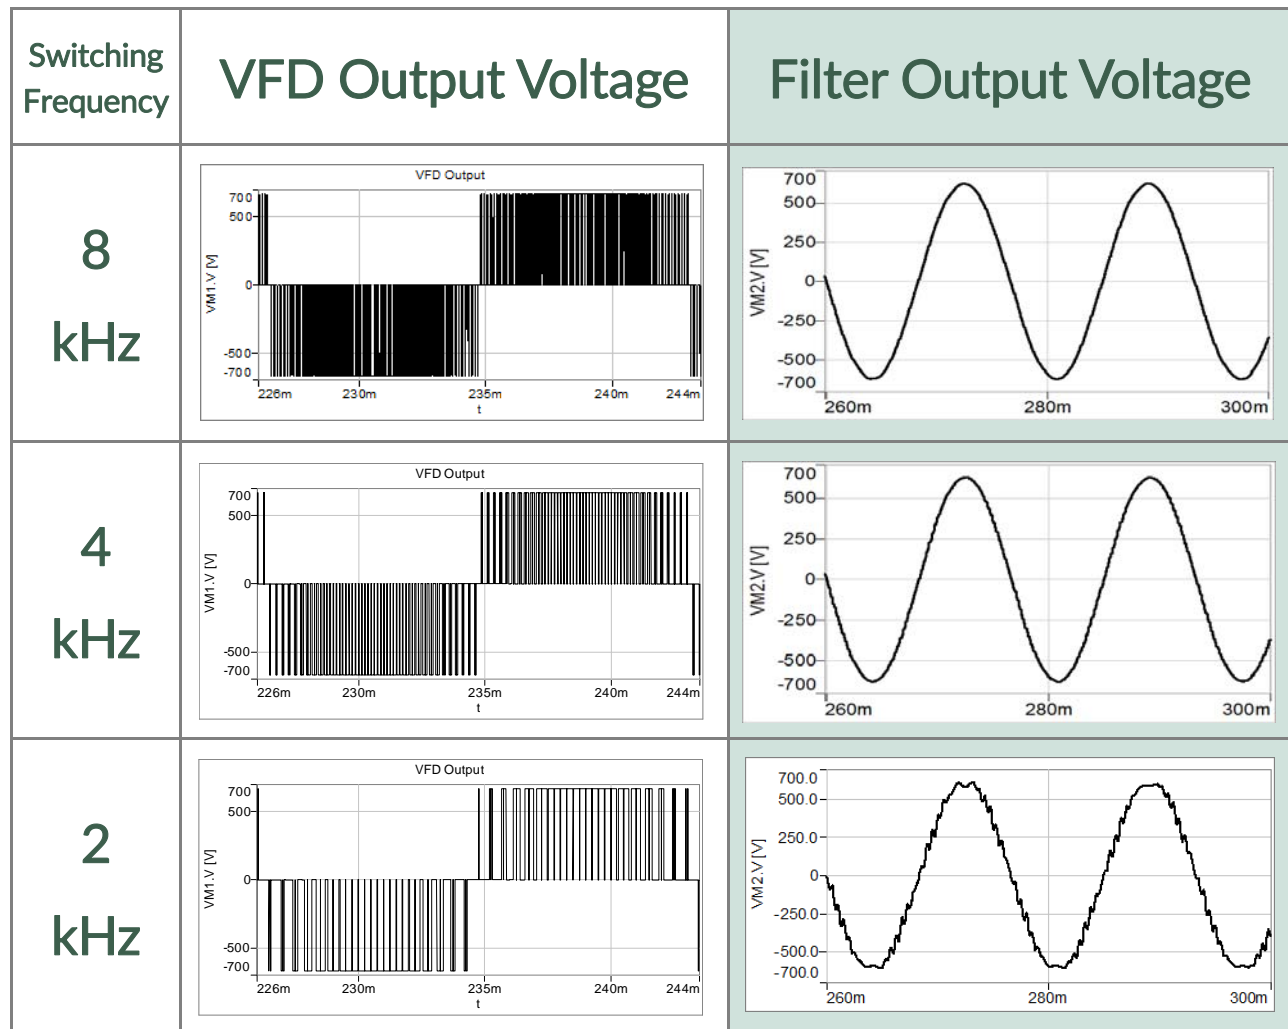 Switching
Frequency
VFD Output Voltage
Filter Output Voltage
8
kHz
VFD Output
VM1.V [V]
700
500
0
-500
-700
226m 230m 235m 240m 244m
t
VM2.V [V]
700
500
250
0
-250
-500
-700
260m 280m 300m
4
kHz
VFD Output
VM1.V [V]
700
500
0
-500
-700
226m 230m 235m 240m 244m
t
VM2.V [V]
700
500
250
0
-250
-500
-700
260m 280m 300m
2
kHz
VFD Output
VM1.V [V]
700
500
0
-500
-700
226m 230m 235m 240m 244m
t
VM2.V [V]
700.0
500.0
250.0
0
-250.0
-500.0
-700.0
260m 280m 300m